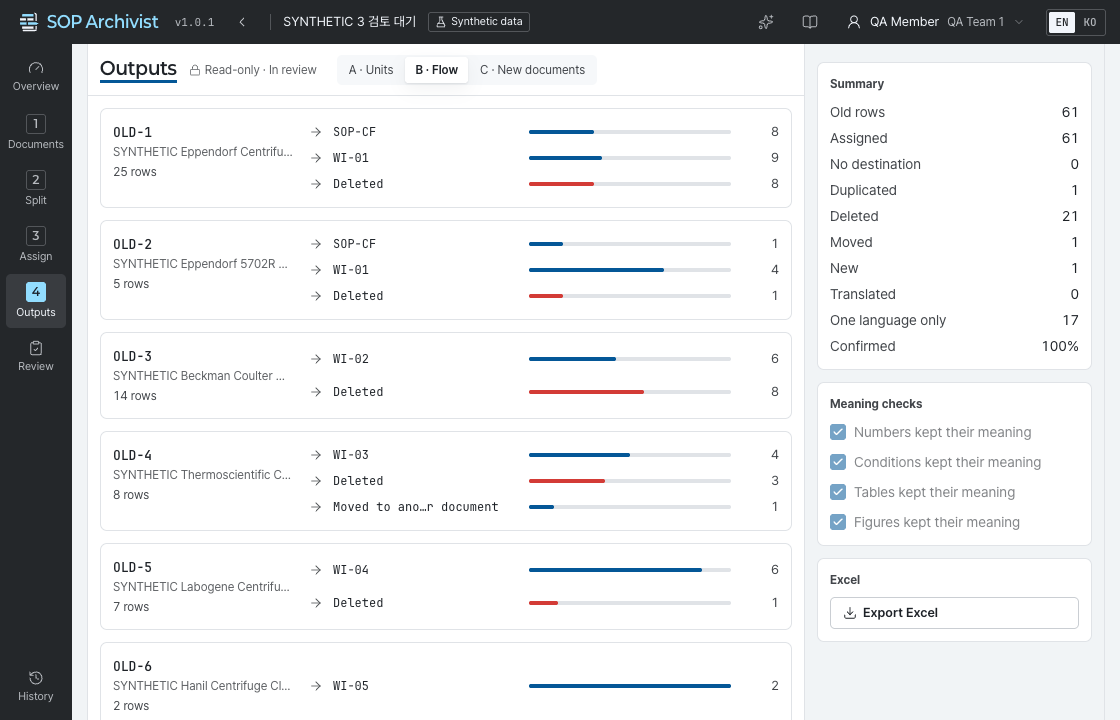 SOP Archivist v1.0.1 SYNTHETIC 3 검토 대기 Synthetic data QA Member QA Team 1 EN KO
Overview
1
Documents
2
Split
3
Assign
4
Outputs
Review
History
Outputs Read-only · In review A · Units B · Flow C · New documents
OLD-1
SYNTHETIC Eppendorf Centrifu...
25 rows
SOP-CF 8
WI-01 9
Deleted 8
OLD-2
SYNTHETIC Eppendorf 5702R ...
5 rows
SOP-CF 1
WI-01 4
Deleted 1
OLD-3
SYNTHETIC Beckman Coulter ...
14 rows
WI-02 6
Deleted 8
OLD-4
SYNTHETIC Thermoscientific C...
8 rows
WI-03 4
Deleted 3
Moved to ano…r document 1
OLD-5
SYNTHETIC Labogene Centrifu...
7 rows
WI-04 6
Deleted 1
OLD-6
SYNTHETIC Hanil Centrifuge Cl...
2 rows
WI-05 2
Summary
Old rows 61
Assigned 61
No destination 0
Duplicated 1
Deleted 21
Moved 1
New 1
Translated 0
One language only 17
Confirmed 100%
Meaning checks
Numbers kept their meaning
Conditions kept their meaning
Tables kept their meaning
Figures kept their meaning
Excel
Export Excel